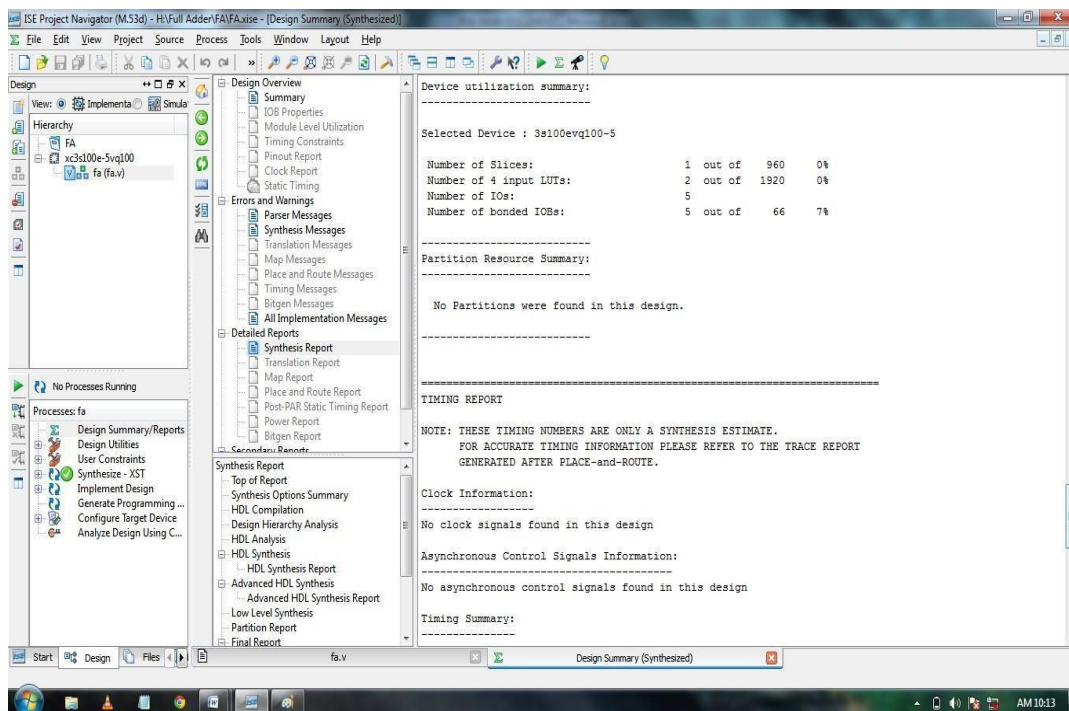 ISE Project Navigator (M.53d) - H:\Full Adder\FA\FA.xise - [Design Summary (Synthesized)]
File Edit View Project Source Process Tools Window Layout Help
Design
View: Implementa Simula
Hierarchy
FA
xc3s100e-5vq100
fa (fa.v)
No Processes Running
Processes: fa
Design Summary/Reports
Design Utilities
User Constraints
Synthesize - XST
Implement Design
Generate Programming ...
Configure Target Device
Analyze Design Using C...
Start Design Files
Design Overview
Summary
IOB Properties
Module Level Utilization
Timing Constraints
Pinout Report
Clock Report
Static Timing
Errors and Warnings
Parser Messages
Synthesis Messages
Translation Messages
Map Messages
Place and Route Messages
Timing Messages
Bitgen Messages
All Implementation Messages
Detailed Reports
Synthesis Report
Translation Report
Map Report
Place and Route Report
Post-PAR Static Timing Report
Power Report
Bitgen Report
Secondary Reports
Synthesis Report
Top of Report
Synthesis Options Summary
HDL Compilation
Design Hierarchy Analysis
HDL Analysis
HDL Synthesis
HDL Synthesis Report
Advanced HDL Synthesis
Advanced HDL Synthesis Report
Low Level Synthesis
Partition Report
Final Report
Device utilization summary:
---------------------------
Selected Device : 3s100evq100-5
Number of Slices: 1 out of 960 0%
Number of 4 input LUTs: 2 out of 1920 0%
Number of IOs: 5
Number of bonded IOBs: 5 out of 66 7%
---------------------------
Partition Resource Summary:
---------------------------
No Partitions were found in this design.
---------------------------
=========================================================================
TIMING REPORT
NOTE: THESE TIMING NUMBERS ARE ONLY A SYNTHESIS ESTIMATE.
FOR ACCURATE TIMING INFORMATION PLEASE REFER TO THE TRACE REPORT
GENERATED AFTER PLACE-and-ROUTE.
Clock Information:
------------------
No clock signals found in this design
Asynchronous Control Signals Information:
----------------------------------------
No asynchronous control signals found in this design
Timing Summary:
---------------
fa.v
Design Summary (Synthesized)
AM 10:13